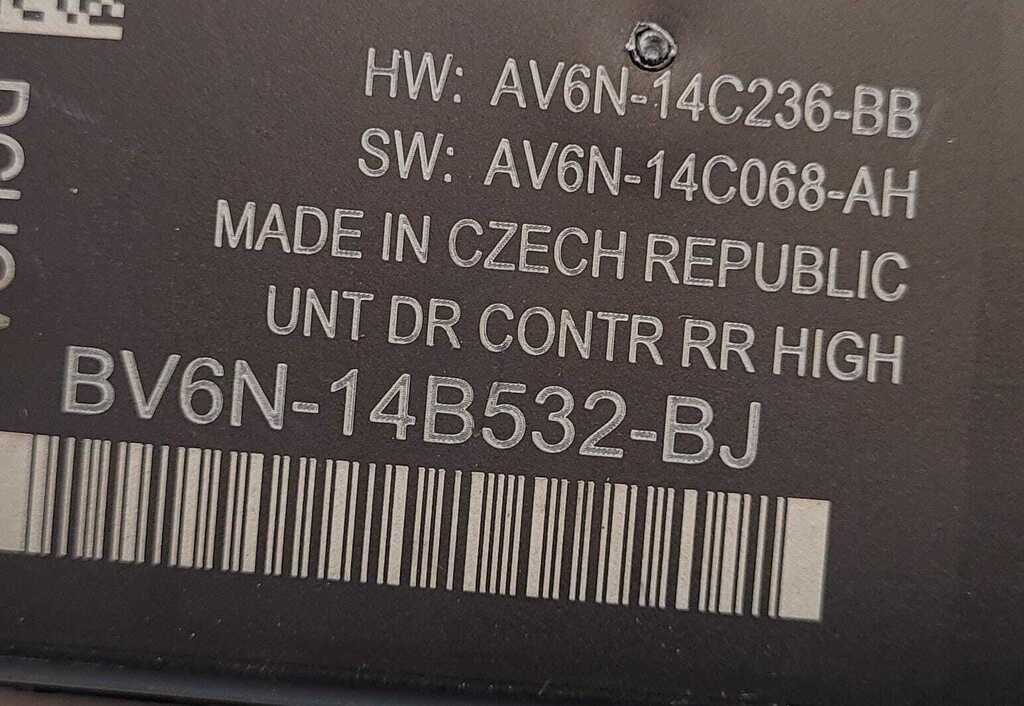 HW: AV6N-14C236-BB
SW: AV6N-14C068-AH
MADE IN CZECH REPUBLIC
UNT DR CONTR RR HIGH
BV6N-14B532-BJ